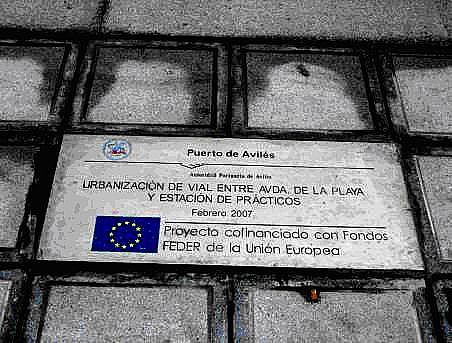 Puerto de Avilés
Autoridad Portuaria de Avilés
URBANIZACIÓN DE VIAL ENTRE AVDA. DE LA PLAYA
Y ESTACIÓN DE PRÁCTICOS
Febrero 2007
Proyecto cofinanciado con Fondos
FEDER de la Unión Europea